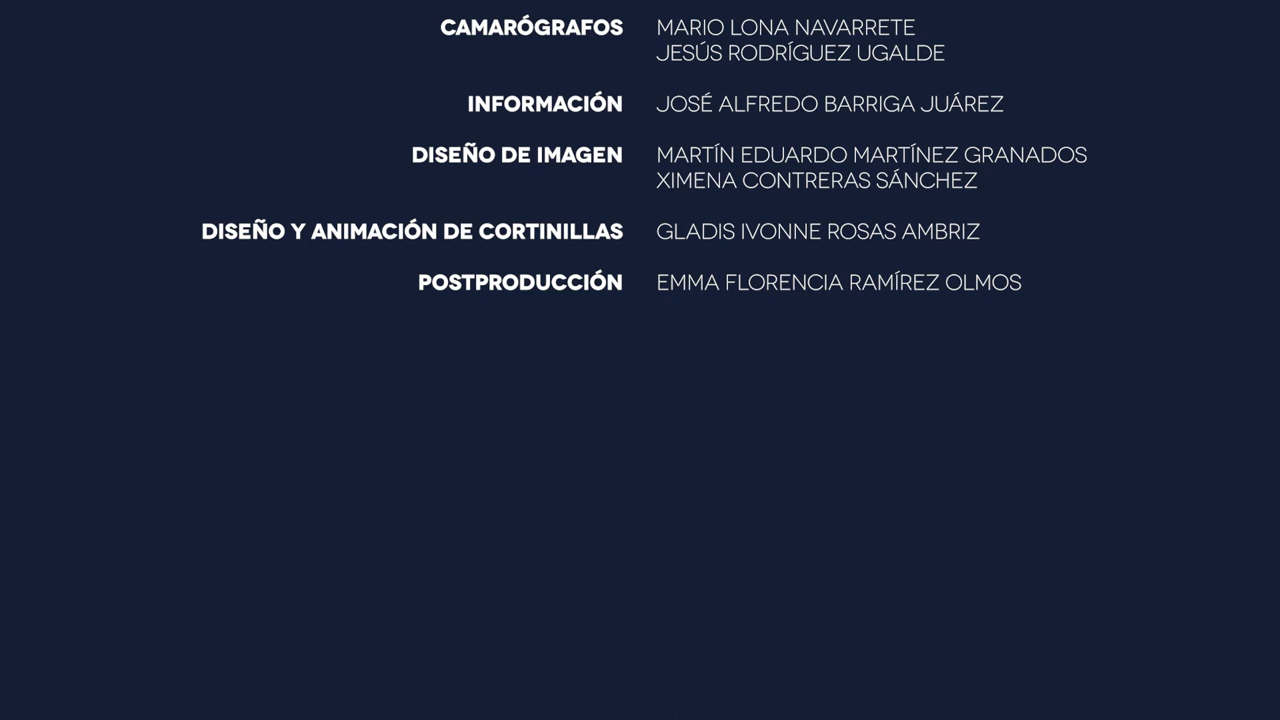 CAMARÓGRAFOS MARIO LONA NAVARRETE
JESÚS RODRÍGUEZ UGALDE
INFORMACIÓN JOSÉ ALFREDO BARRIGA JUÁREZ
DISEÑO DE IMAGEN MARTÍN EDUARDO MARTÍNEZ GRANADOS
XIMENA CONTRERAS SÁNCHEZ
DISEÑO Y ANIMACIÓN DE CORTINILLAS GLADIS IVONNE ROSAS AMBRIZ
POSTPRODUCCIÓN EMMA FLORENCIA RAMÍREZ OLMOS